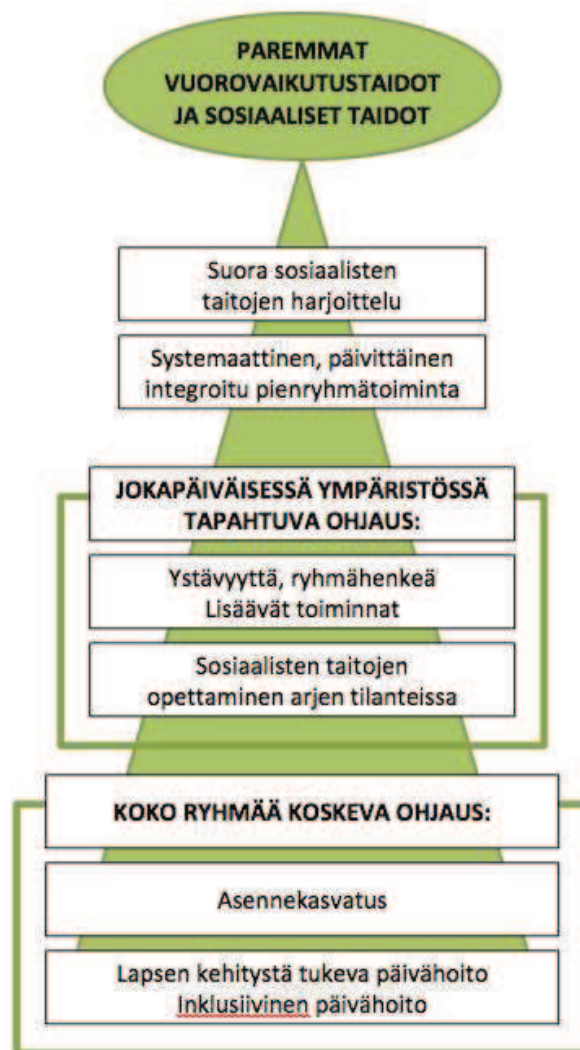 PAREMMAT
VUOROVAIKUTUSTAIDOT
JA SOSIAALISET TAIDOT
Suora sosiaalisten
taitojen harjoittelu
Systemaattinen, päivittäinen
integroitu pienryhmätoiminta
JOKAPÄIVÄISESSÄ YMPÄRISTÖSSÄ
TAPAHTUVA OHJAUS:
Ystävyyttä, ryhmähenkeä
Lisäävät toiminnat
Sosiaalisten taitojen
opettaminen arjen tilanteissa
KOKO RYHMÄÄ KOSKEVA OHJAUS:
Asennekasvatus
Lapsen kehitystä tukeva päivähoito
Inklusiivinen päivähoito